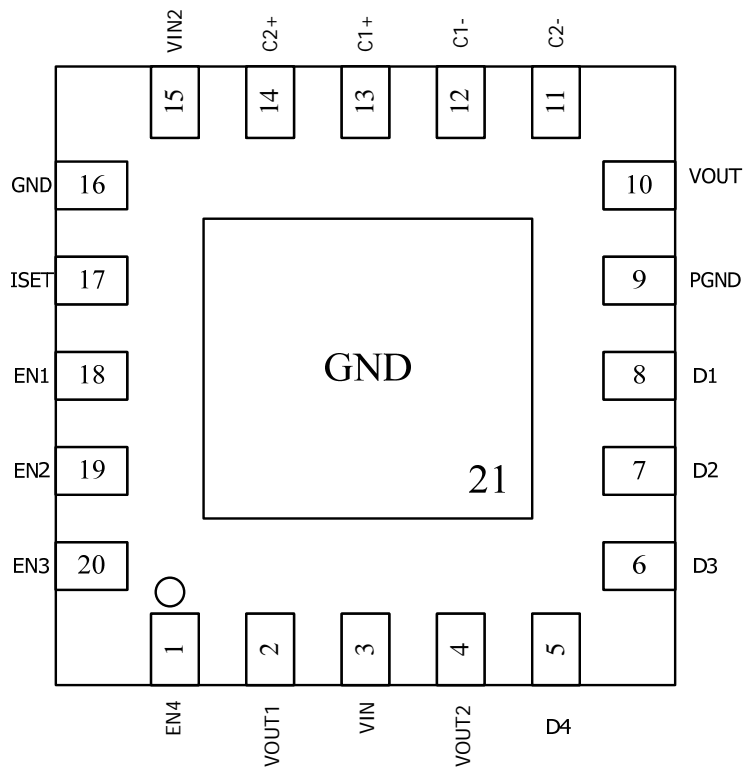 VIN2 C2+ C1+ C1- C2-
15 14 13 12 11
GND 16 10 VOUT
ISET 17 9 PGND
EN1 18 8 D1
GND
EN2 19 7 D2
21
EN3 20 6 D3
1 2 3 4 5
EN4 VOUT1 VIN VOUT2 D4